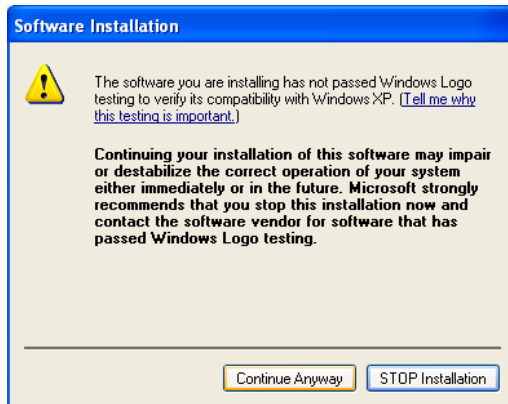 Software Installation
The software you are installing has not passed Windows Logo
testing to verify its compatibility with Windows XP. (Tell me why
this testing is important.)
Continuing your installation of this software may impair
or destabilize the correct operation of your system
either immediately or in the future. Microsoft strongly
recommends that you stop this installation now and
contact the software vendor for software that has
passed Windows Logo testing.
Continue Anyway STOP Installation